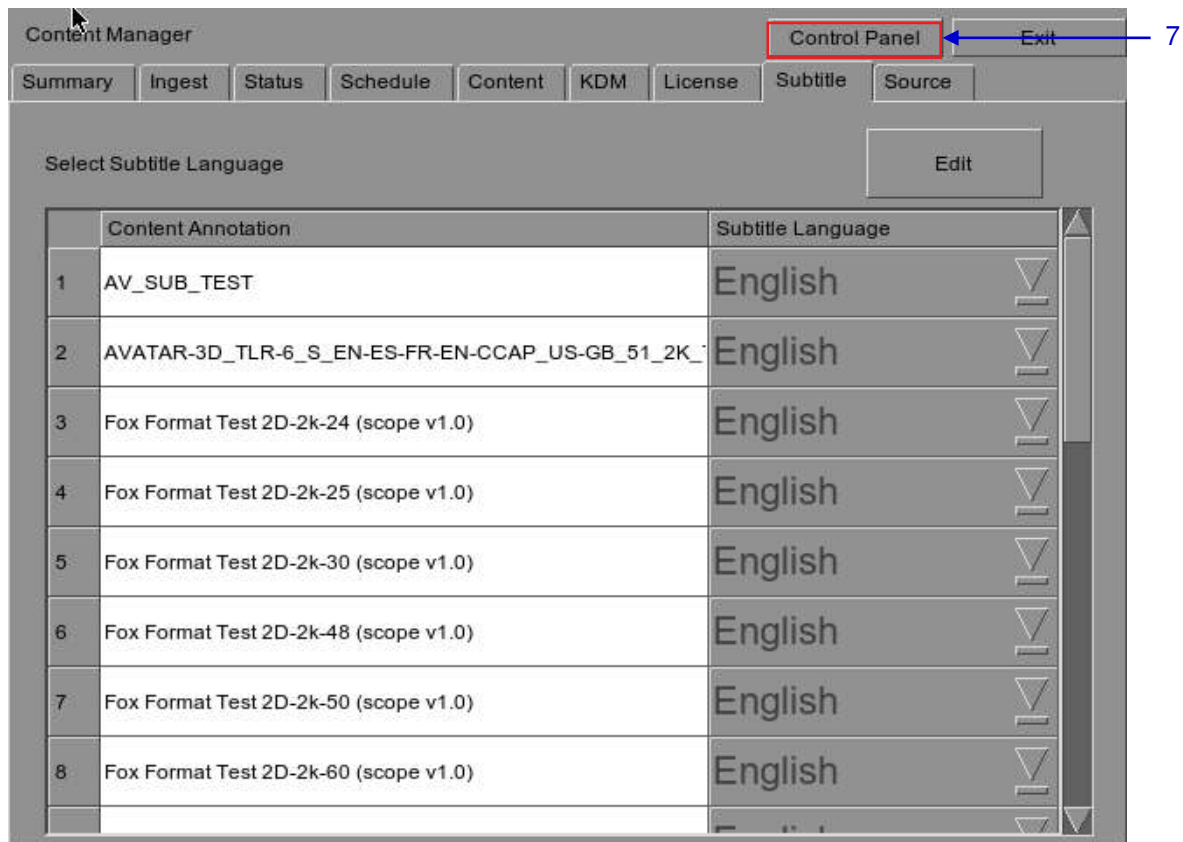 Content Manager Control Panel Exit 7
Summary Ingest Status Schedule Content KDM License Subtitle Source
Select Subtitle Language Edit
Content Annotation Subtitle Language
1 AV_SUB_TEST English
2 AVATAR-3D_TLR-6_S_EN-ES-FR-EN-CCAP_US-GB_51_2K_ English
3 Fox Format Test 2D-2k-24 (scope v1.0) English
4 Fox Format Test 2D-2k-25 (scope v1.0) English
5 Fox Format Test 2D-2k-30 (scope v1.0) English
6 Fox Format Test 2D-2k-48 (scope v1.0) English
7 Fox Format Test 2D-2k-50 (scope v1.0) English
8 Fox Format Test 2D-2k-60 (scope v1.0) English